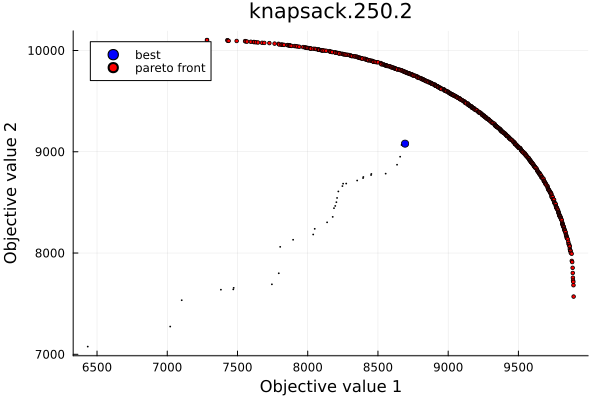 knapsack.250.2
best
pareto front
Objective value 2
10000
9000
8000
7000
6500 7000 7500 8000 8500 9000 9500
Objective value 1